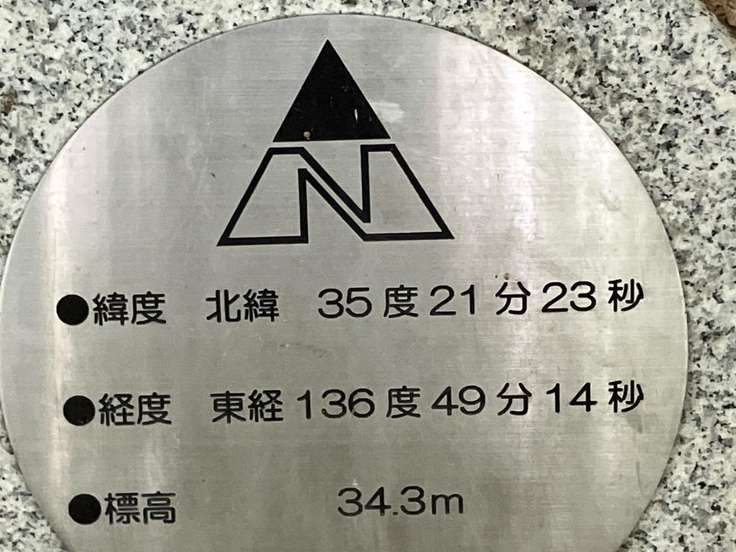 N
●緯度 北緯 35度21分23秒
●経度 東経 136度49分14秒
●標高 34.3m